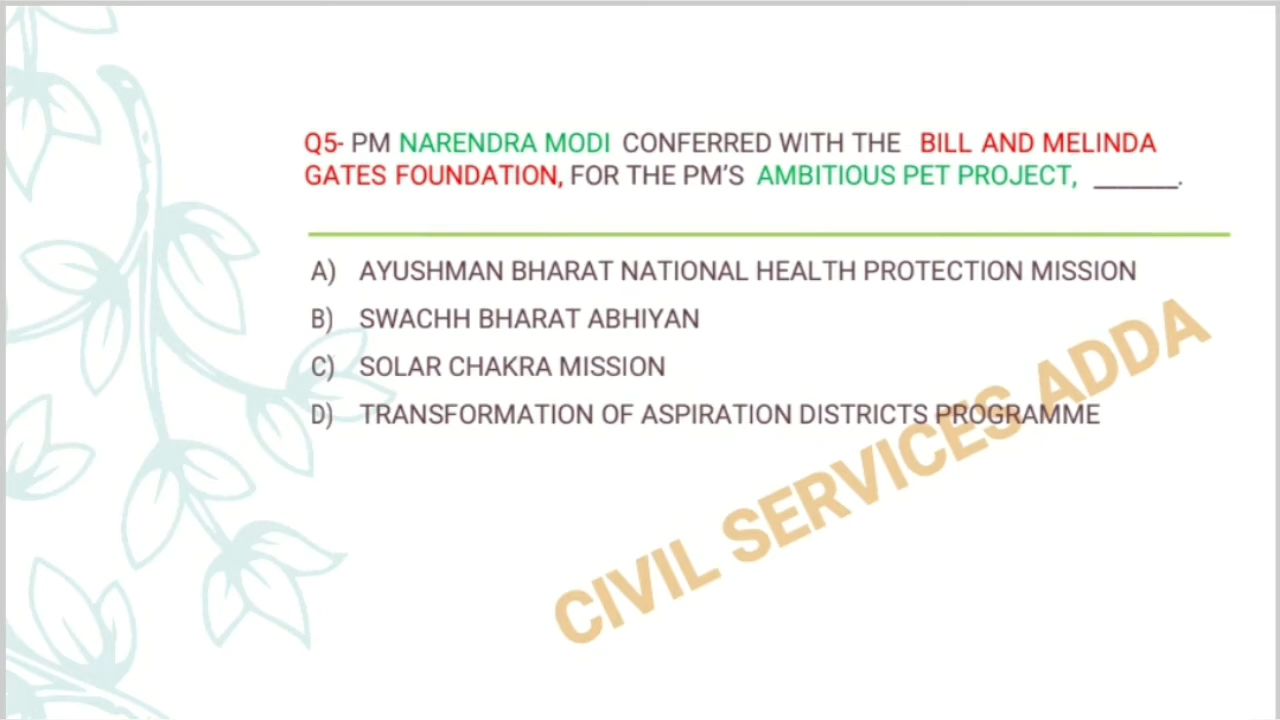 Q5- PM NARENDRA MODI CONFERRED WITH THE BILL AND MELINDA
GATES FOUNDATION, FOR THE PM'S AMBITIOUS PET PROJECT, ______.
A) AYUSHMAN BHARAT NATIONAL HEALTH PROTECTION MISSION
B) SWACHH BHARAT ABHIYAN
C) SOLAR CHAKRA MISSION
D) TRANSFORMATION OF ASPIRATION DISTRICTS PROGRAMME
CIVIL SERVICES ADDA